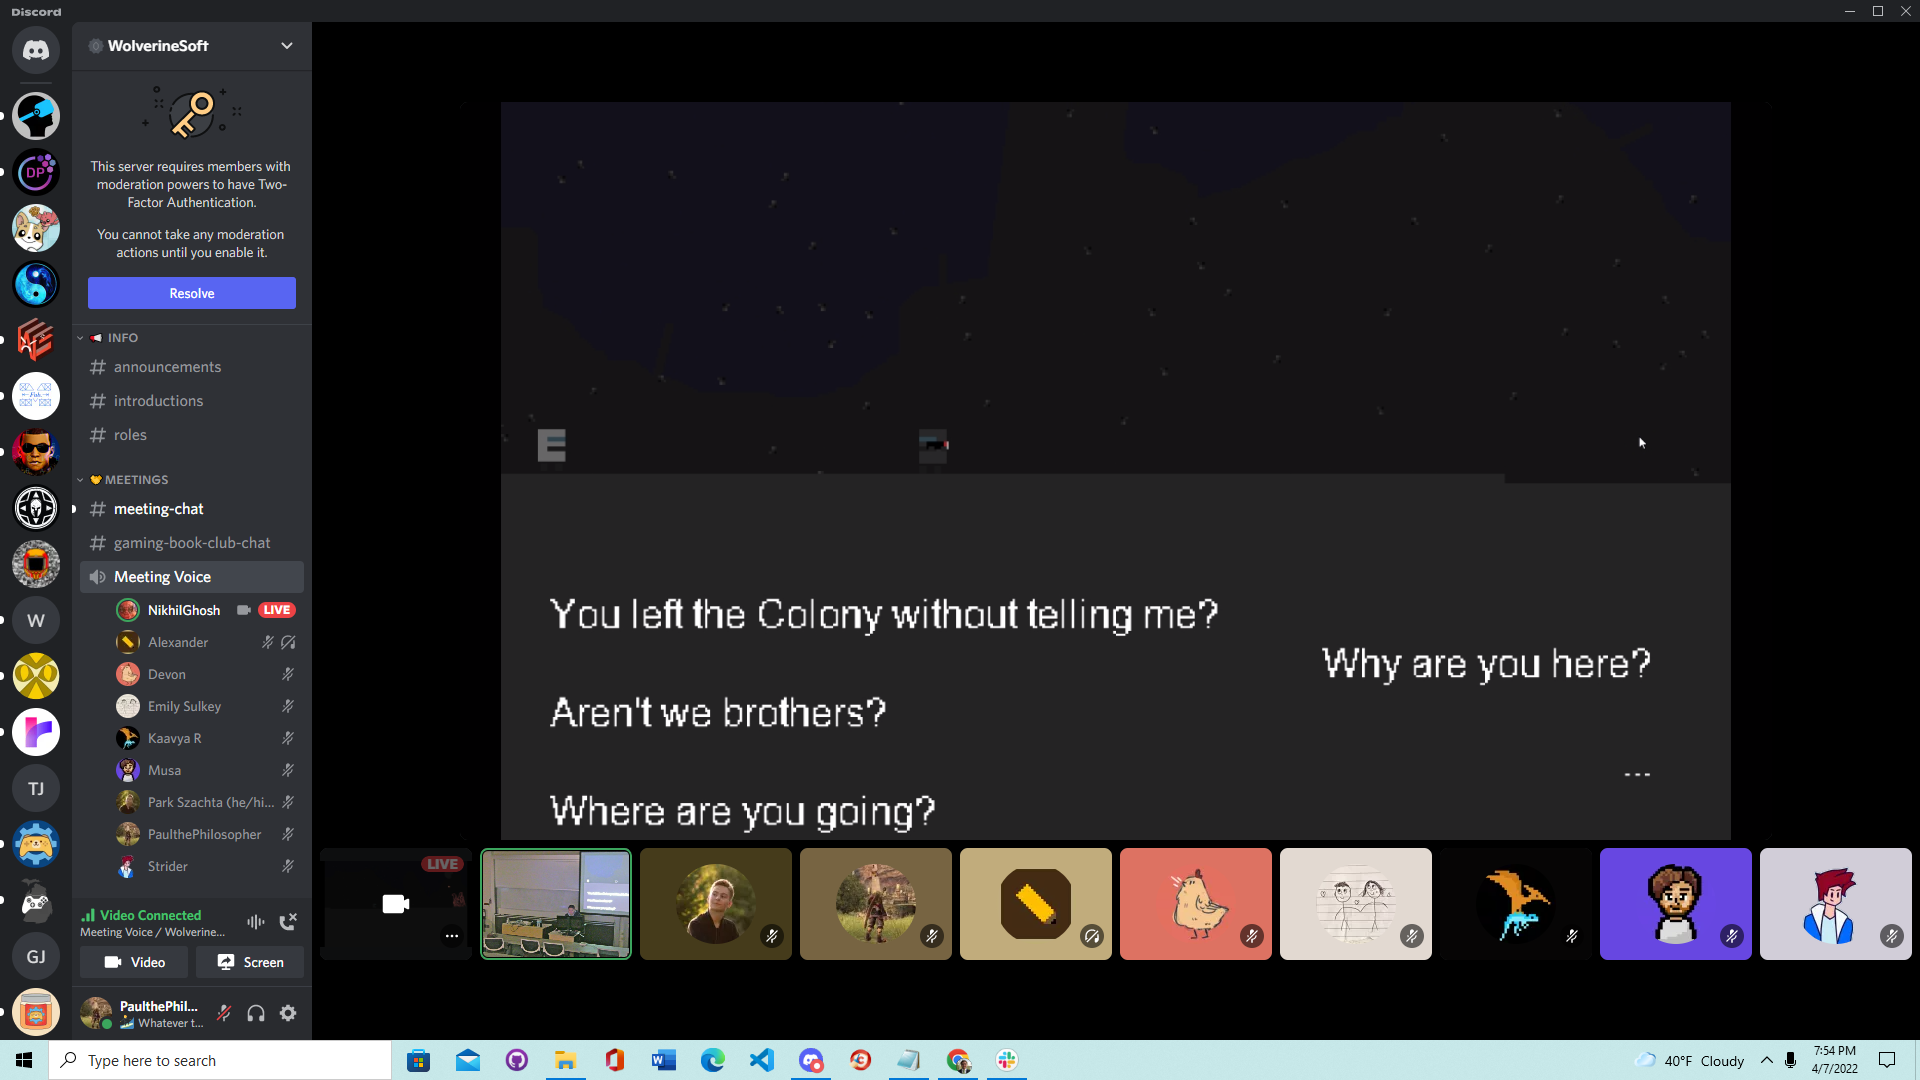 Discord
WolverineSoft
This server requires members with
moderation powers to have Two-
Factor Authentication.
You cannot take any moderation
actions until you enable it.
Resolve
INFO
announcements
introductions
roles
MEETINGS
meeting-chat
gaming-book-club-chat
Meeting Voice
NikhilGhosh LIVE
Alexander
Devon
Emily Sulkey
Kaavya R
Musa
Park Szachta (he/hi...
PaulthePhilosopher
Strider
Video Connected
Meeting Voice / Wolverine...
Video Screen
PaulthePhil...
Whatever t...
DP
W
TJ
GJ
You left the Colony without telling me?
Why are you here?
Aren't we brothers?
...
Where are you going?
LIVE
Type here to search
40°F Cloudy
7:54 PM
4/7/2022